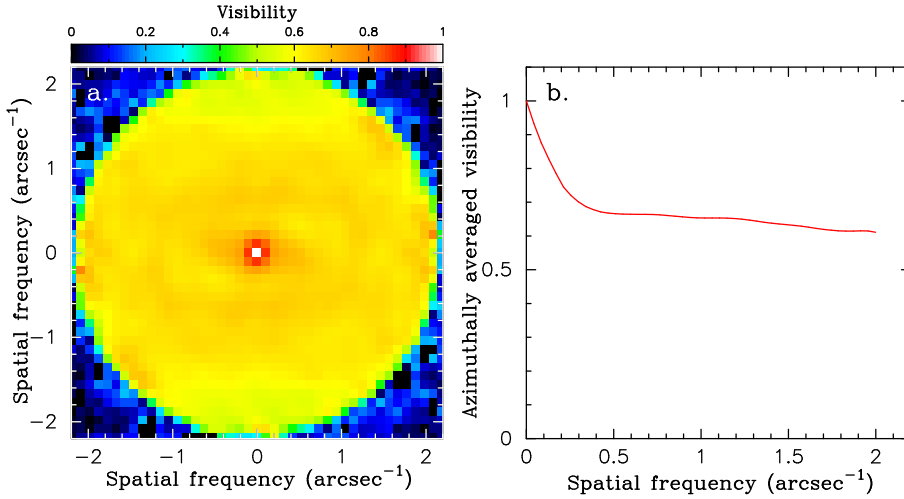 Visibility
0 0.2 0.4 0.6 0.8 1
a.
2
1
0
−1
−2
Spatial frequency (arcsec⁻¹)
−2 −1 0 1 2
Spatial frequency (arcsec⁻¹)
b.
1
0.5
0
Azimuthally averaged visibility
0 0.5 1 1.5 2
Spatial frequency (arcsec⁻¹)